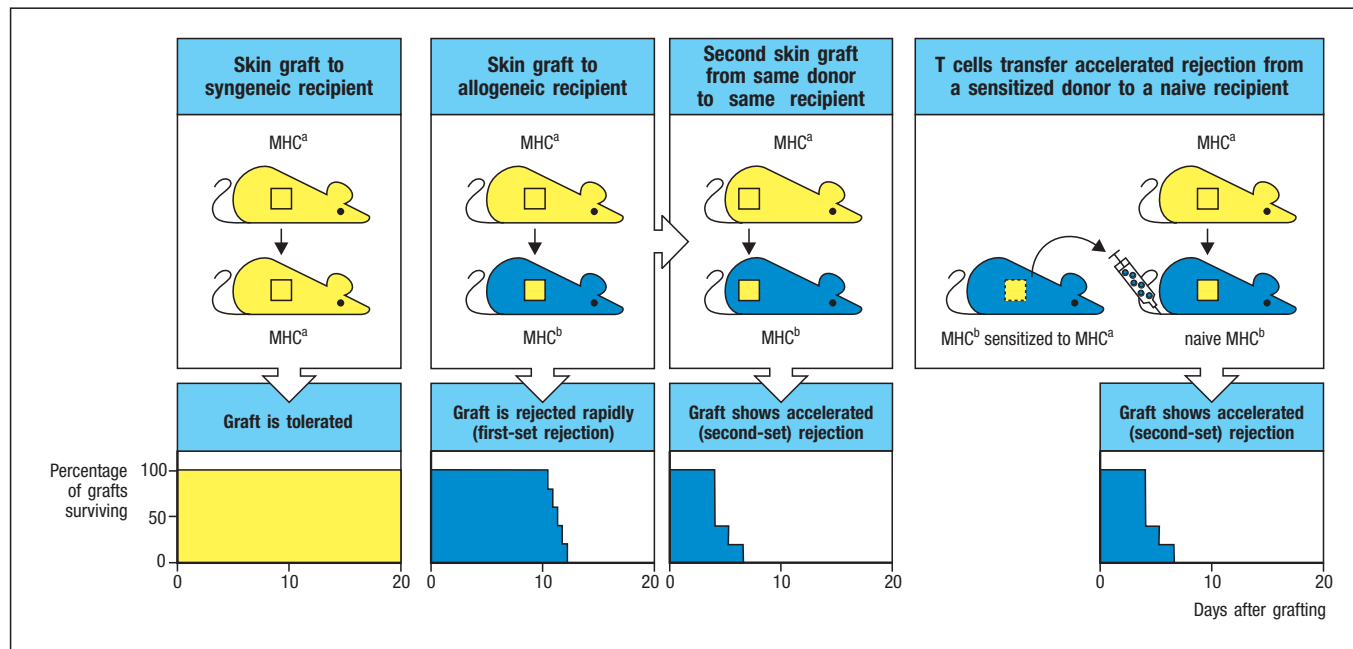 Skin graft to
syngeneic recipient
MHCᵃ
MHCᵃ
Graft is tolerated
Percentage
of grafts
surviving
100
50
0
0
10
20
Skin graft to
allogeneic recipient
MHCᵃ
MHCᵇ
Graft is rejected rapidly
(first-set rejection)
0
10
20
Second skin graft
from same donor
to same recipient
MHCᵃ
MHCᵇ
Graft shows accelerated
(second-set) rejection
0
10
20
T cells transfer accelerated rejection from
a sensitized donor to a naive recipient
MHCᵃ
MHCᵇ sensitized to MHCᵃ
naive MHCᵇ
Graft shows accelerated
(second-set) rejection
0
10
20
Days after grafting